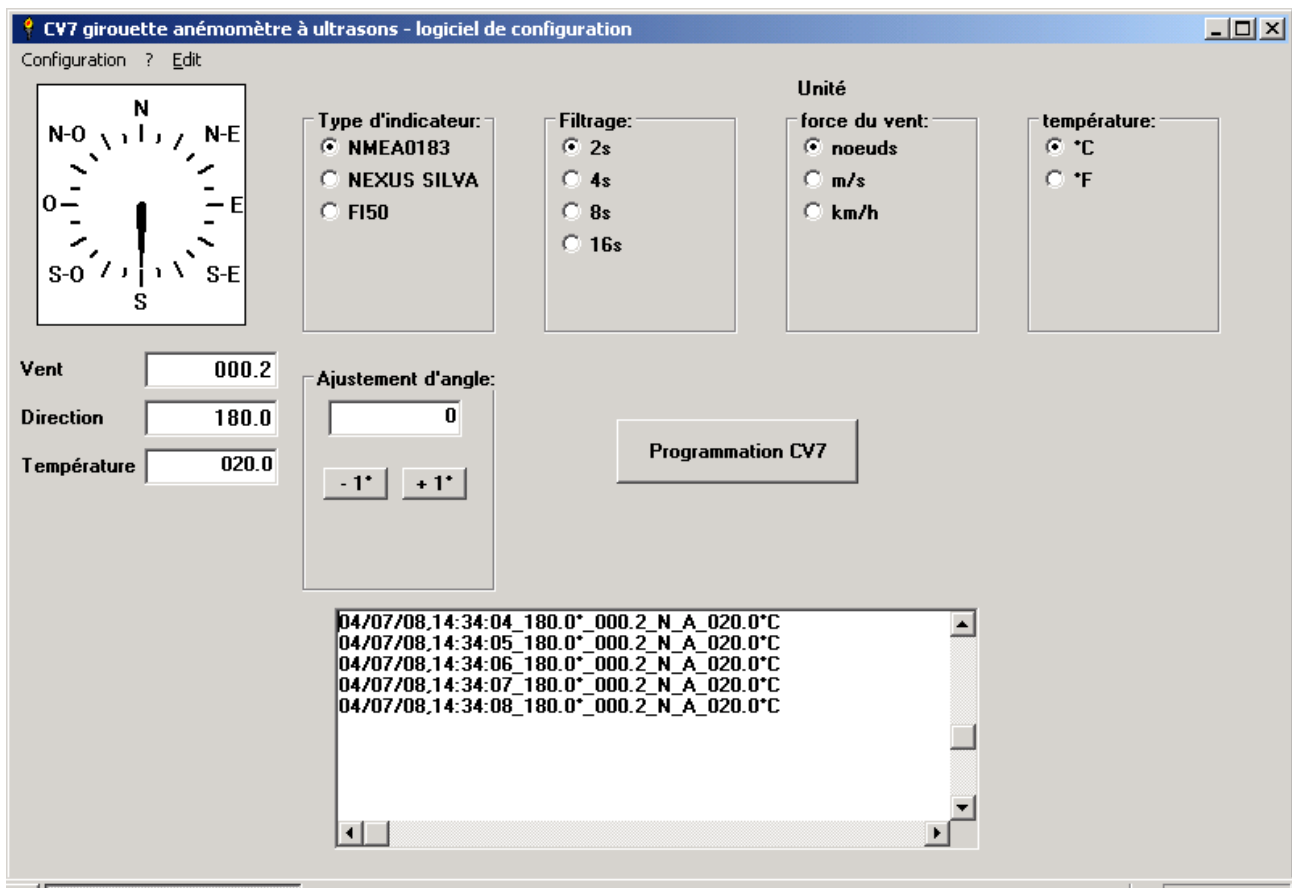 CV7 girouette anémomètre à ultrasons - logiciel de configuration
Configuration ? Edit
N
N-O N-E
O E
S-O S-E
S
Type d'indicateur:
NMEA0183
NEXUS SILVA
FI50
Filtrage:
2s
4s
8s
16s
Unité
force du vent:
noeuds
m/s
km/h
température:
°C
°F
Vent 000.2
Direction 180.0
Température 020.0
Ajustement d'angle:
0
- 1° + 1°
Programmation CV7
04/07/08,14:34:04_180.0°_000.2_N_A_020.0°C
04/07/08,14:34:05_180.0°_000.2_N_A_020.0°C
04/07/08,14:34:06_180.0°_000.2_N_A_020.0°C
04/07/08,14:34:07_180.0°_000.2_N_A_020.0°C
04/07/08,14:34:08_180.0°_000.2_N_A_020.0°C